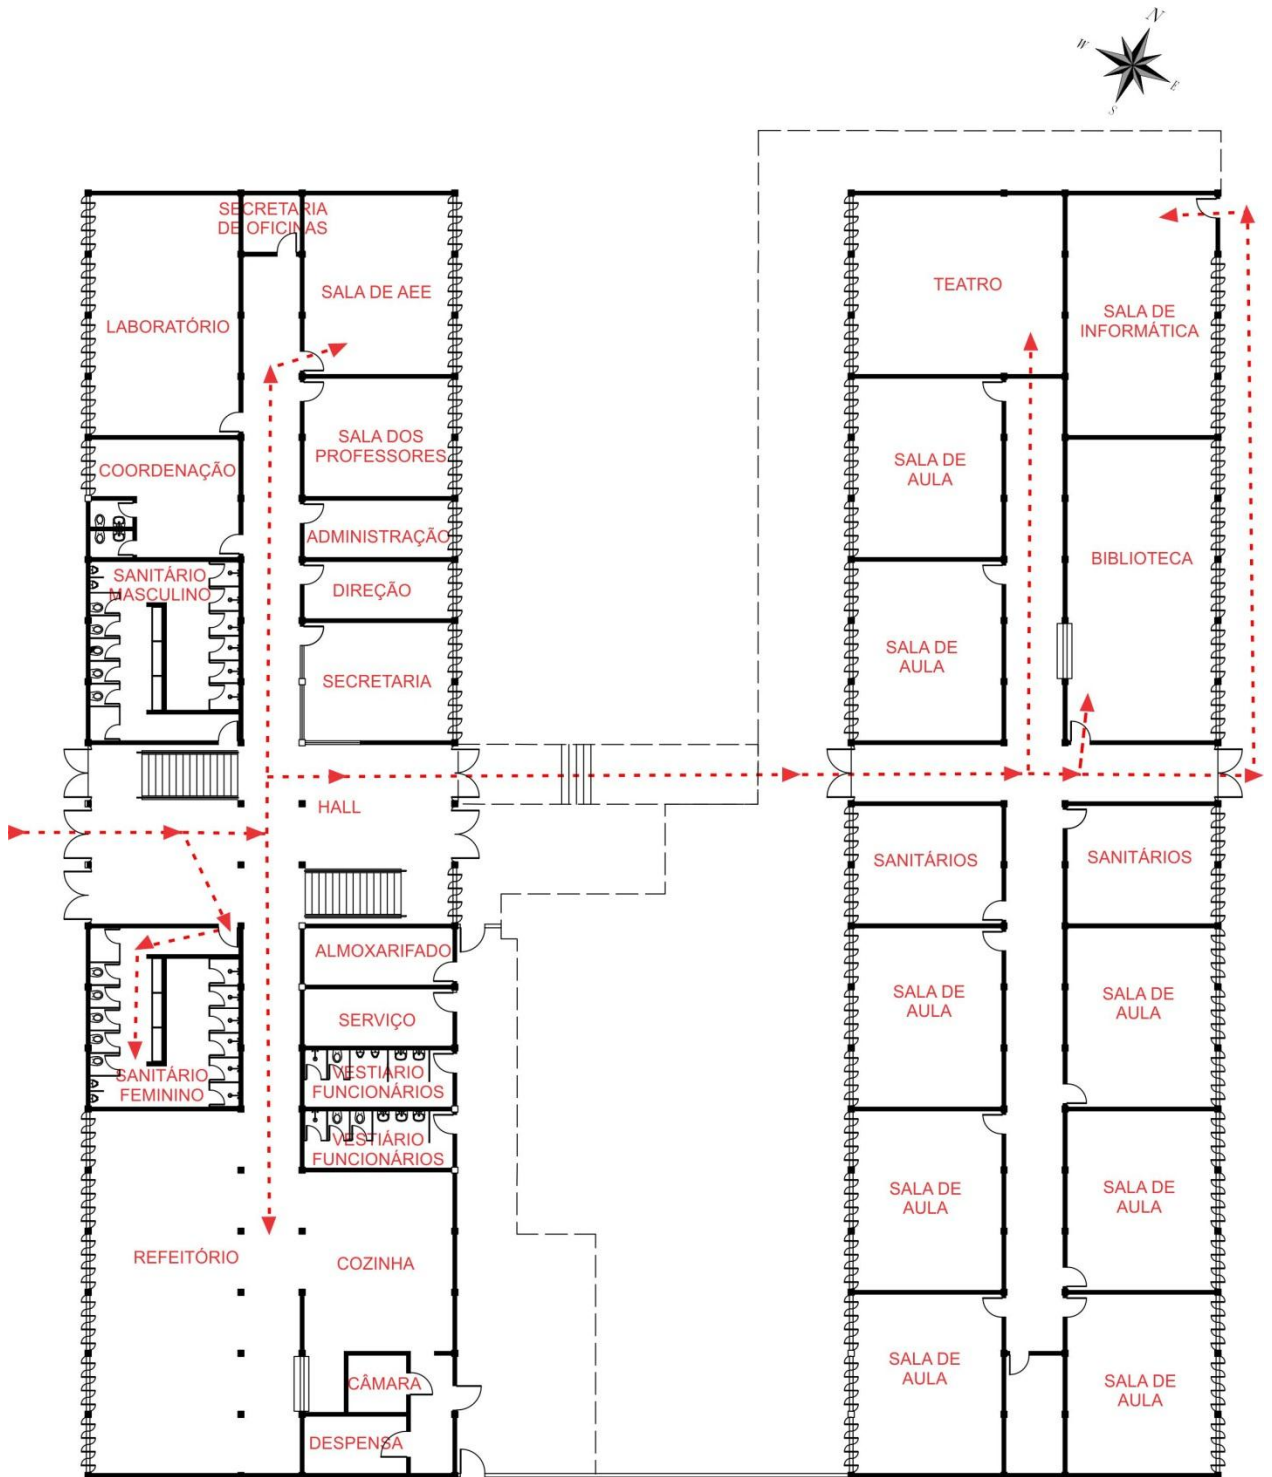 N
W
E
S
SECRETARIA
DE OFICINAS
SALA DE AEE
LABORATÓRIO
SALA DOS
PROFESSORES
COORDENAÇÃO
ADMINISTRAÇÃO
SANITÁRIO
MASCULINO
DIREÇÃO
SECRETARIA
HALL
ALMOXARIFADO
SERVIÇO
SANITÁRIO
FEMININO
VESTIÁRIO
FUNCIONÁRIOS
VESTIÁRIO
FUNCIONÁRIOS
REFEITÓRIO
COZINHA
CÂMARA
DESPENSA
TEATRO
SALA DE
INFORMÁTICA
SALA DE
AULA
BIBLIOTECA
SALA DE
AULA
SANITÁRIOS
SANITÁRIOS
SALA DE
AULA
SALA DE
AULA
SALA DE
AULA
SALA DE
AULA
SALA DE
AULA
SALA DE
AULA